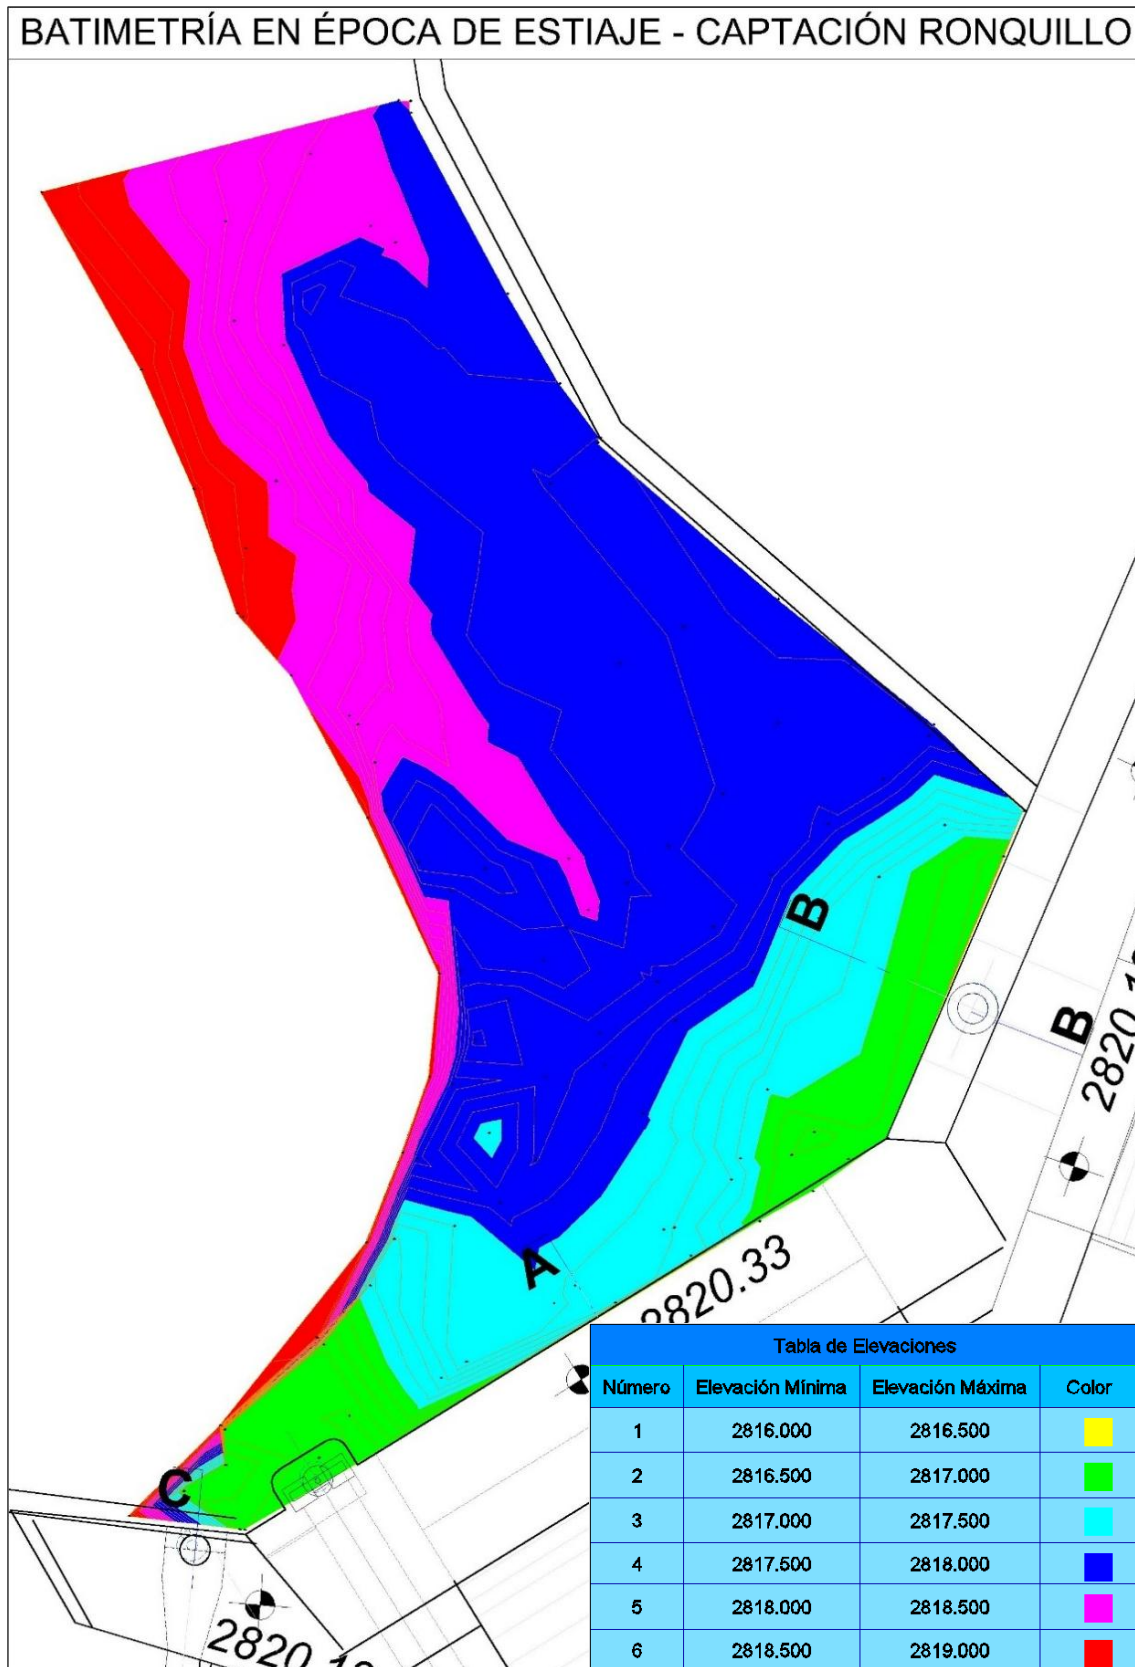 BATIMETRÍA EN ÉPOCA DE ESTIAJE - CAPTACIÓN RONQUILLO
B
B
A
2820.33
C
Tabla de Elevaciones
Número Elevación Mínima Elevación Máxima Color
1 2816.000 2816.500
2 2816.500 2817.000
3 2817.000 2817.500
4 2817.500 2818.000
5 2818.000 2818.500
6 2818.500 2819.000